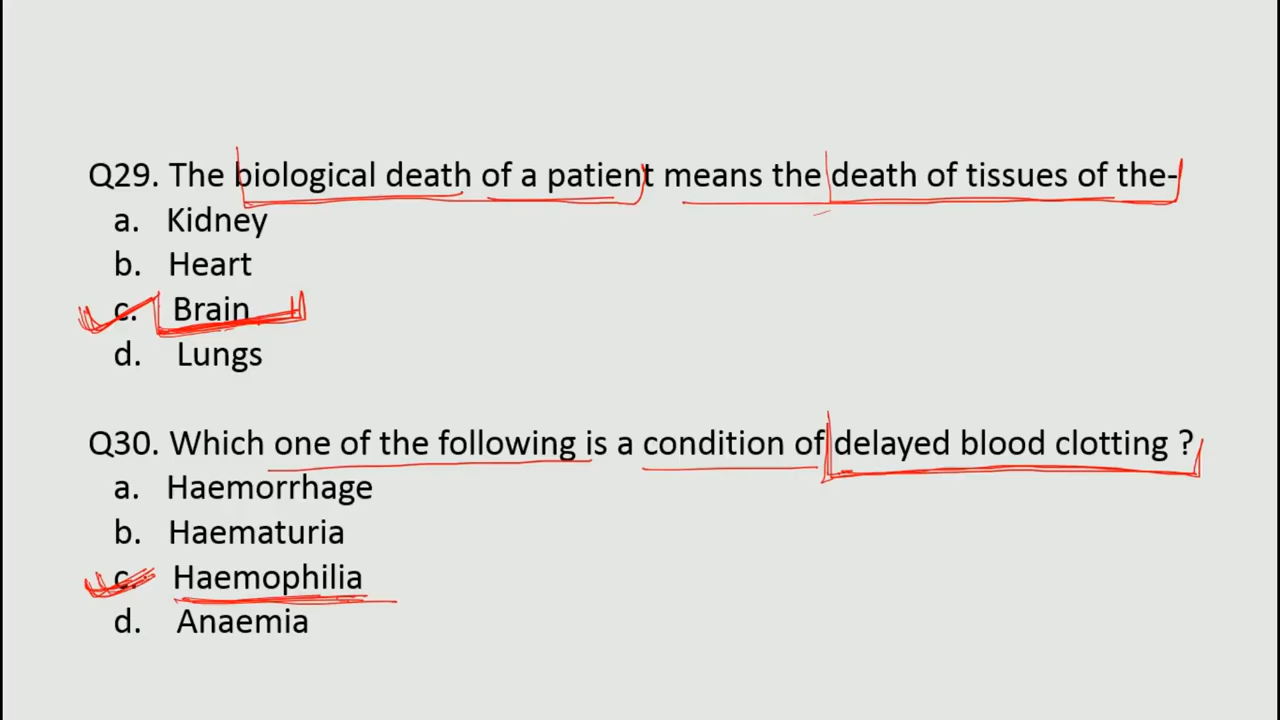 Q29. The biological death of a patient means the death of tissues of the-
a. Kidney
b. Heart
c. Brain
d. Lungs
Q30. Which one of the following is a condition of delayed blood clotting ?
a. Haemorrhage
b. Haematuria
c. Haemophilia
d. Anaemia